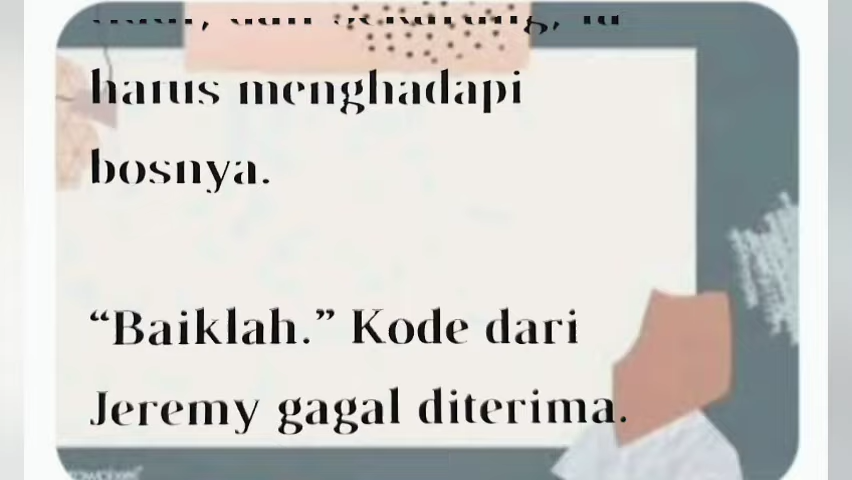 harus menghadapi
bosnya.
“Baiklah.” Kode dari
Jeremy gagal diterima.